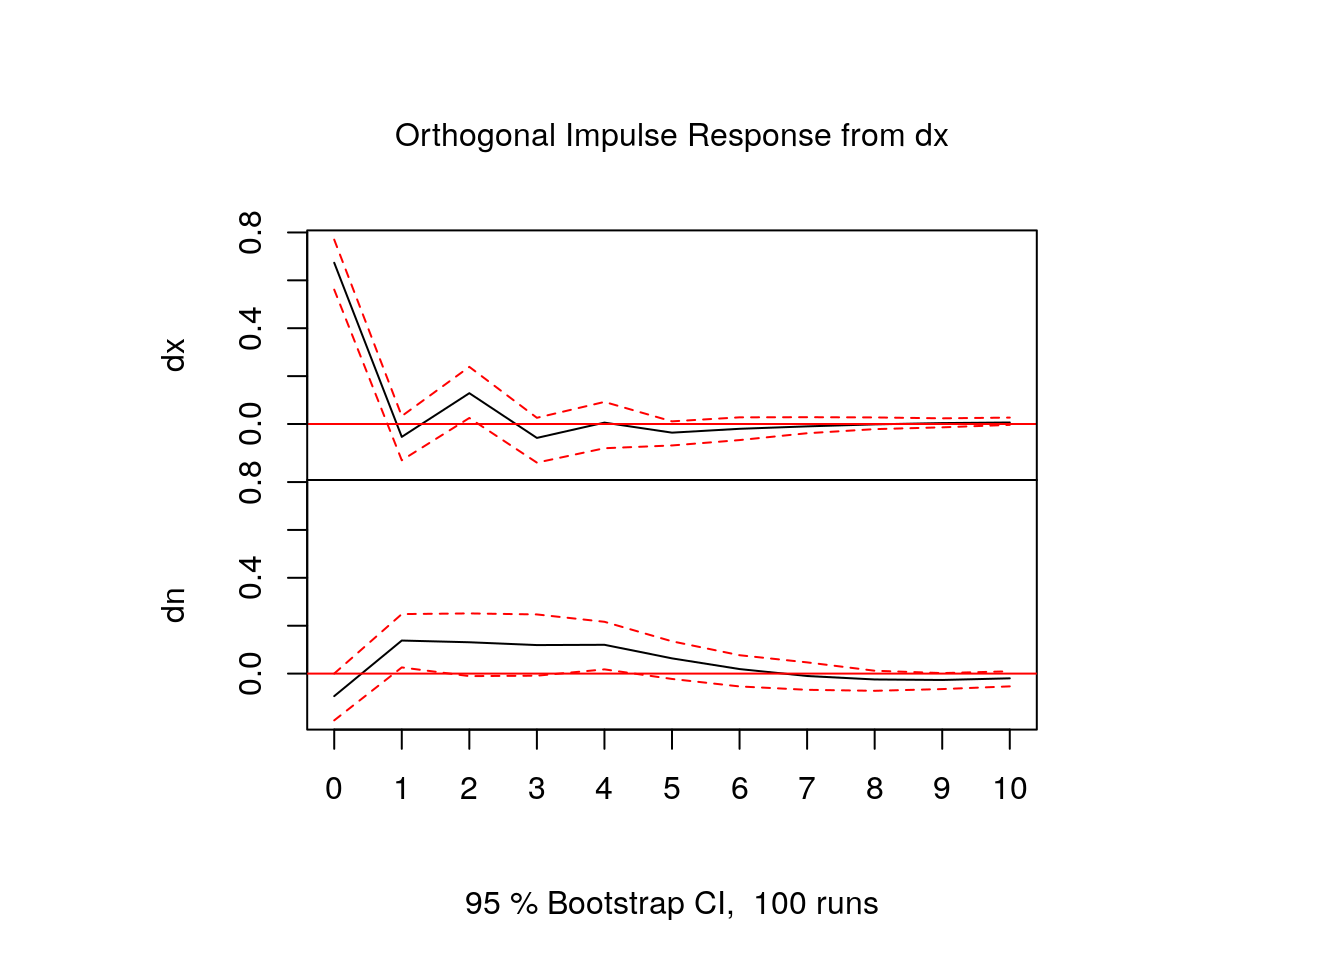 Orthogonal Impulse Response from dx
dx
0.0 0.4 0.8
dn
0.0 0.4 0.8
0 1 2 3 4 5 6 7 8 9 10
95 % Bootstrap CI,  100 runs